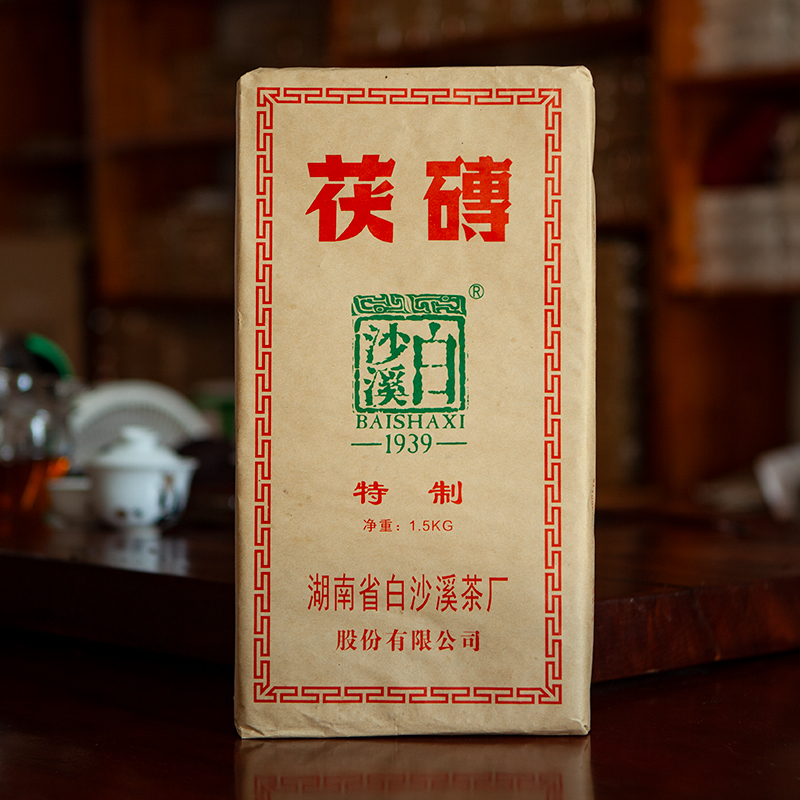 茯磚
®
白沙溪
BAISHAXI
1939
特制
净重：1.5KG
湖南省白沙溪茶厂
股份有限公司